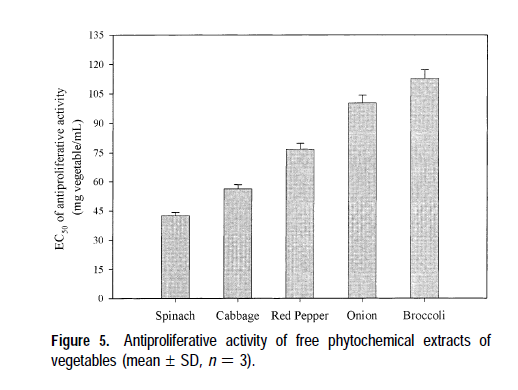 135
120
105
90
75
60
45
30
15
0
EC50 of antiproliferative activity
(mg vegetable/mL)
Spinach Cabbage Red Pepper Onion Broccoli
Figure 5. Antiproliferative activity of free phytochemical extracts of
vegetables (mean ± SD, n = 3).